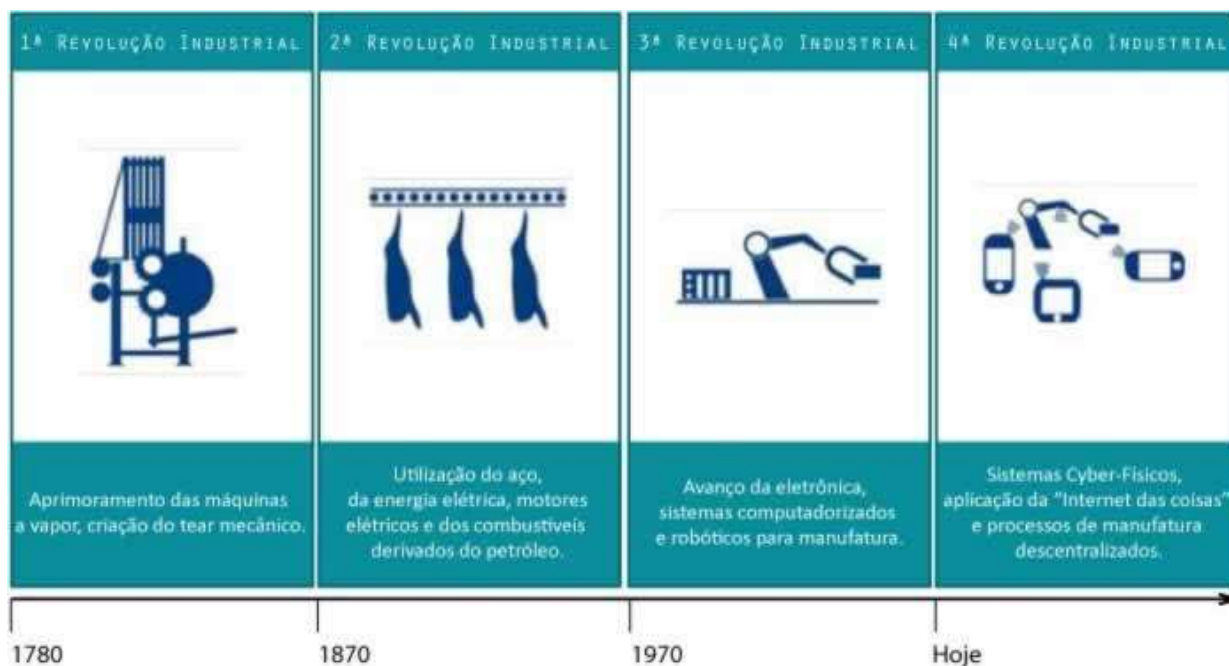 1ª REVOLUÇÃO INDUSTRIAL
2ª REVOLUÇÃO INDUSTRIAL
3ª REVOLUÇÃO INDUSTRIAL
4ª REVOLUÇÃO INDUSTRIAL
Aprimoramento das máquinas
a vapor, criação do tear mecânico.
Utilização do aço,
da energia elétrica, motores
elétricos e dos combustíveis
derivados do petróleo.
Avanço da eletrônica,
sistemas computadorizados
e robóticos para manufatura.
Sistemas Cyber-Físicos,
aplicação da "Internet das coisas"
e processos de manufatura
descentralizados.
1780
1870
1970
Hoje